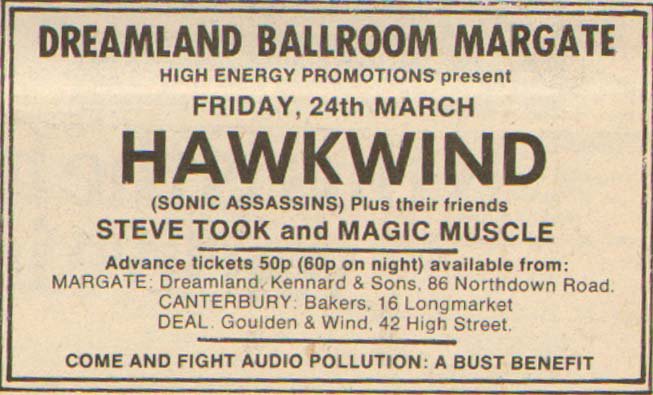 DREAMLAND BALLROOM MARGATE
HIGH ENERGY PROMOTIONS present
FRIDAY, 24th MARCH
HAWKWIND
(SONIC ASSASSINS) Plus their friends
STEVE TOOK and MAGIC MUSCLE
Advance tickets 50p (60p on night) available from:
MARGATE: Dreamland, Kennard & Sons, 86 Northdown Road.
CANTERBURY: Bakers, 16 Longmarket
DEAL. Goulden & Wind, 42 High Street.
COME AND FIGHT AUDIO POLLUTION: A BUST BENEFIT